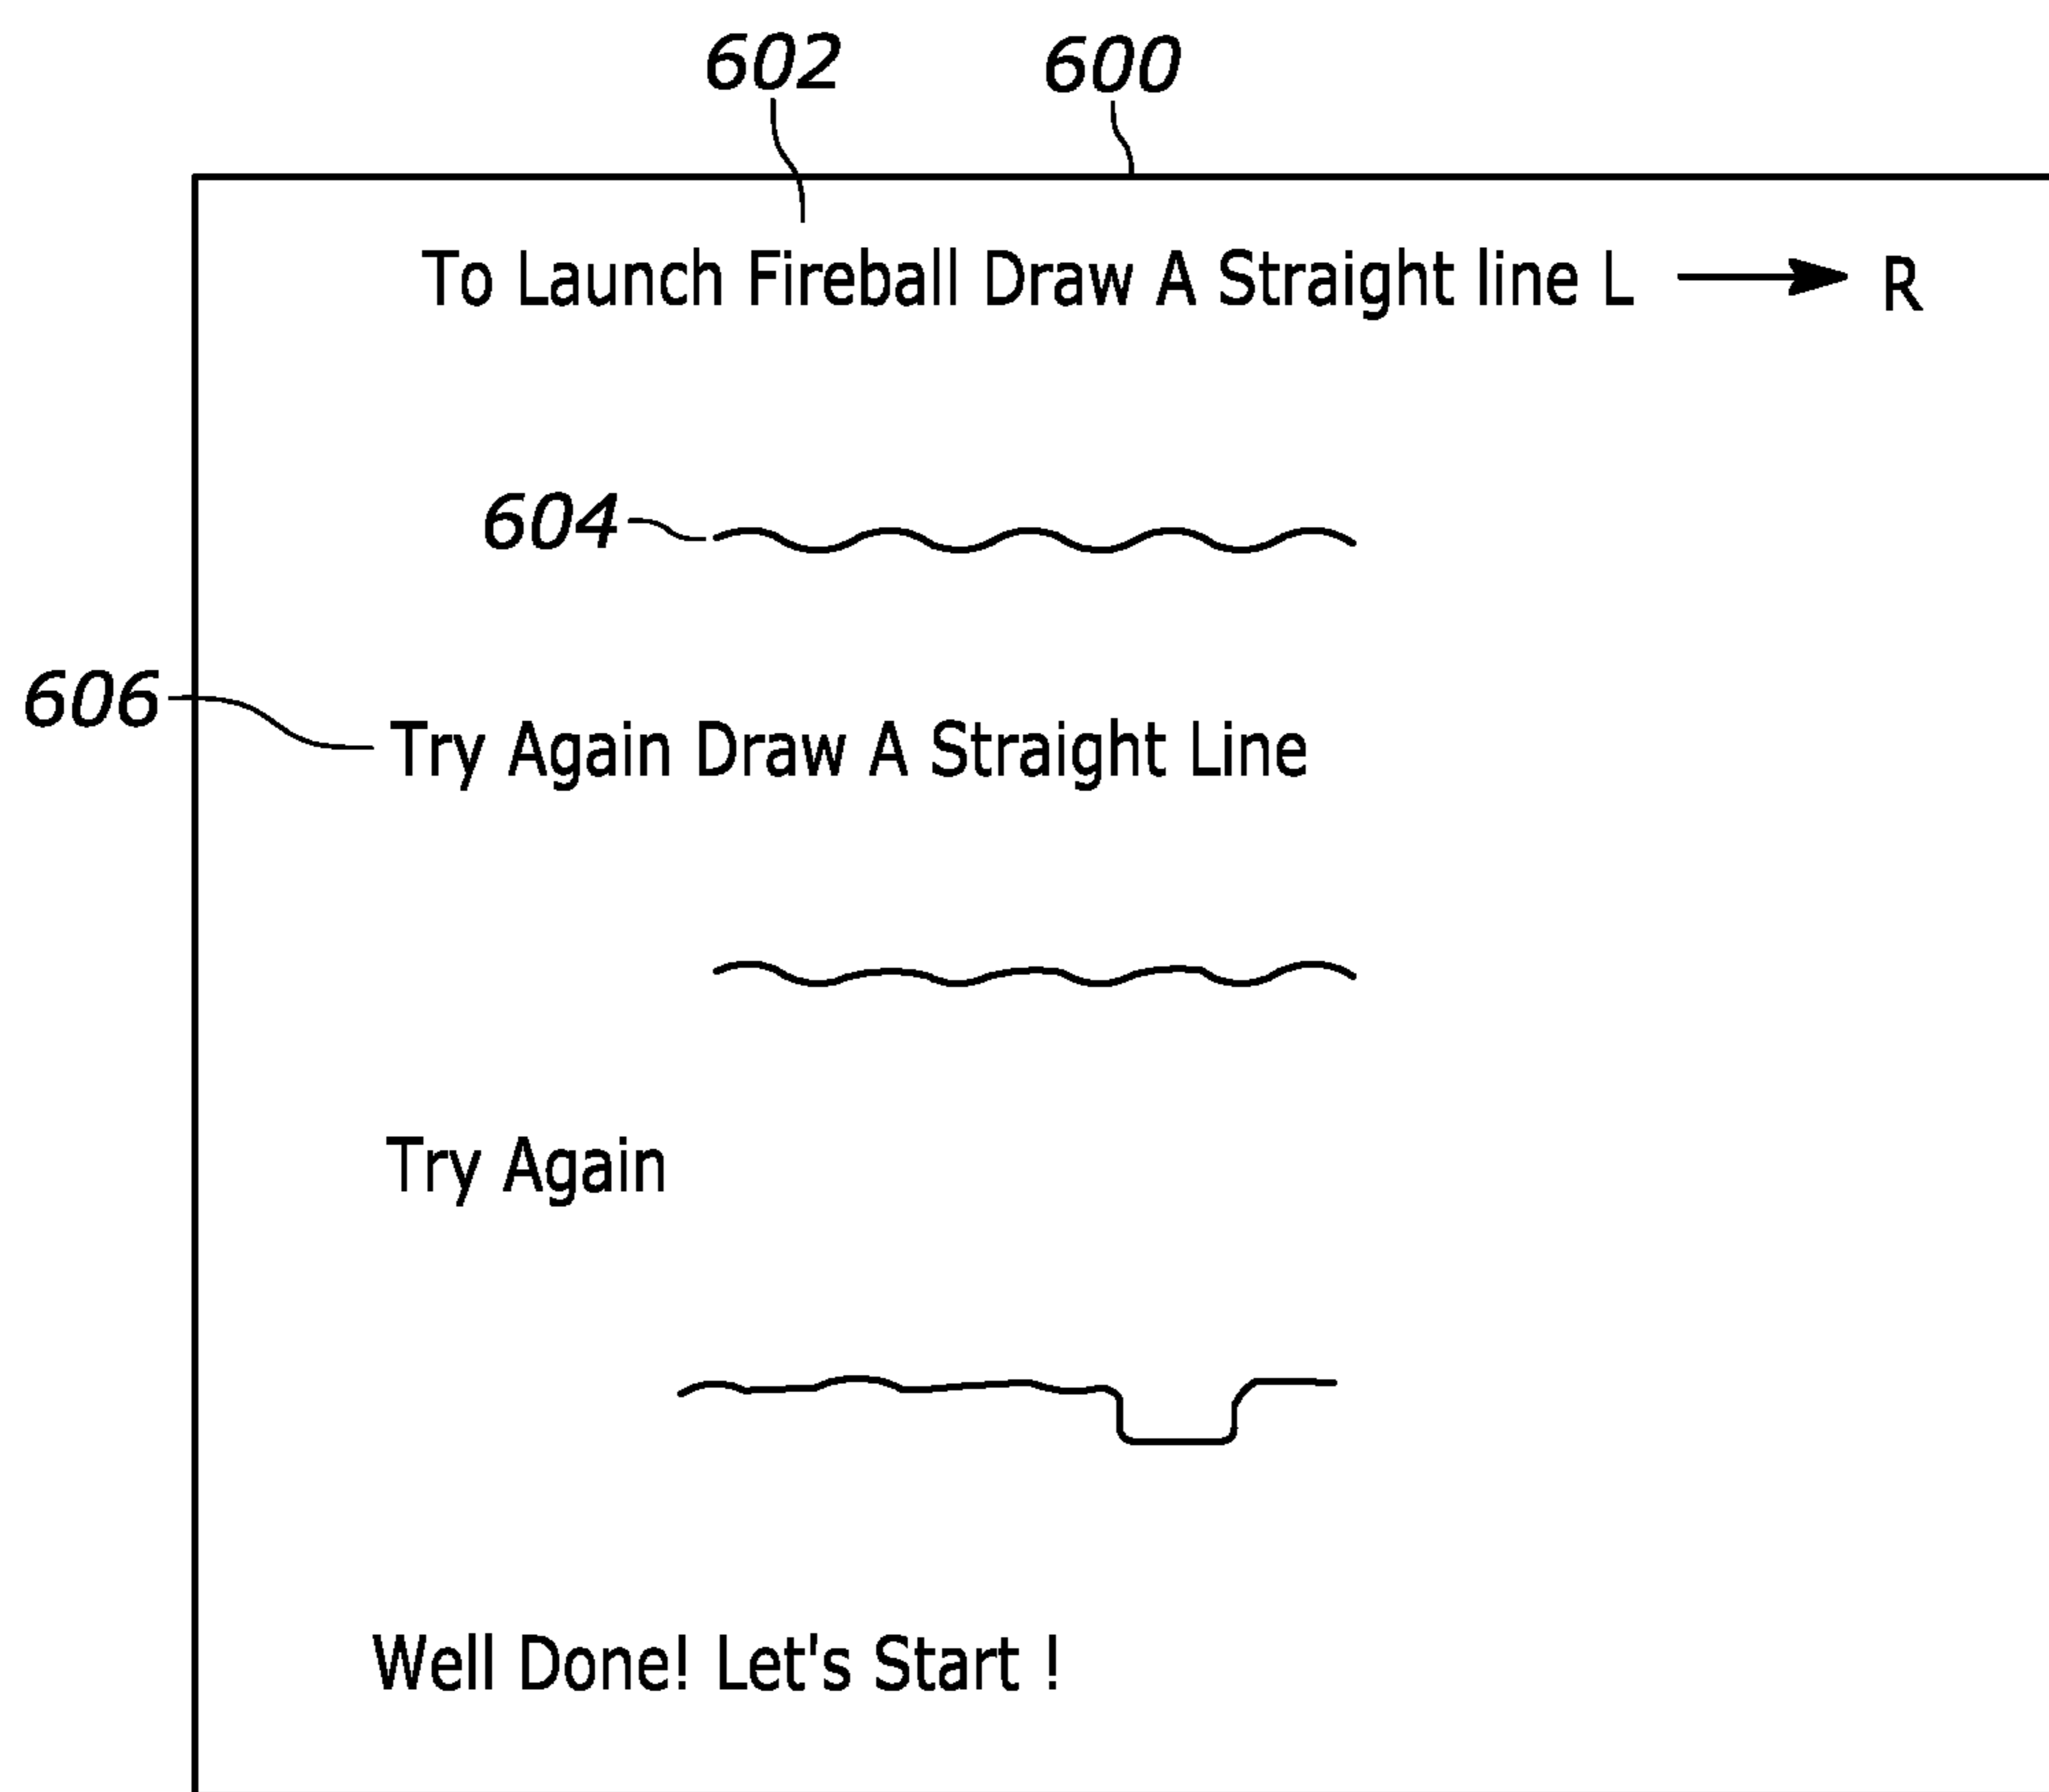 602 600
To Launch Fireball Draw A Straight line L R
604
606
Try Again Draw A Straight Line
Try Again
Well Done! Let's Start !